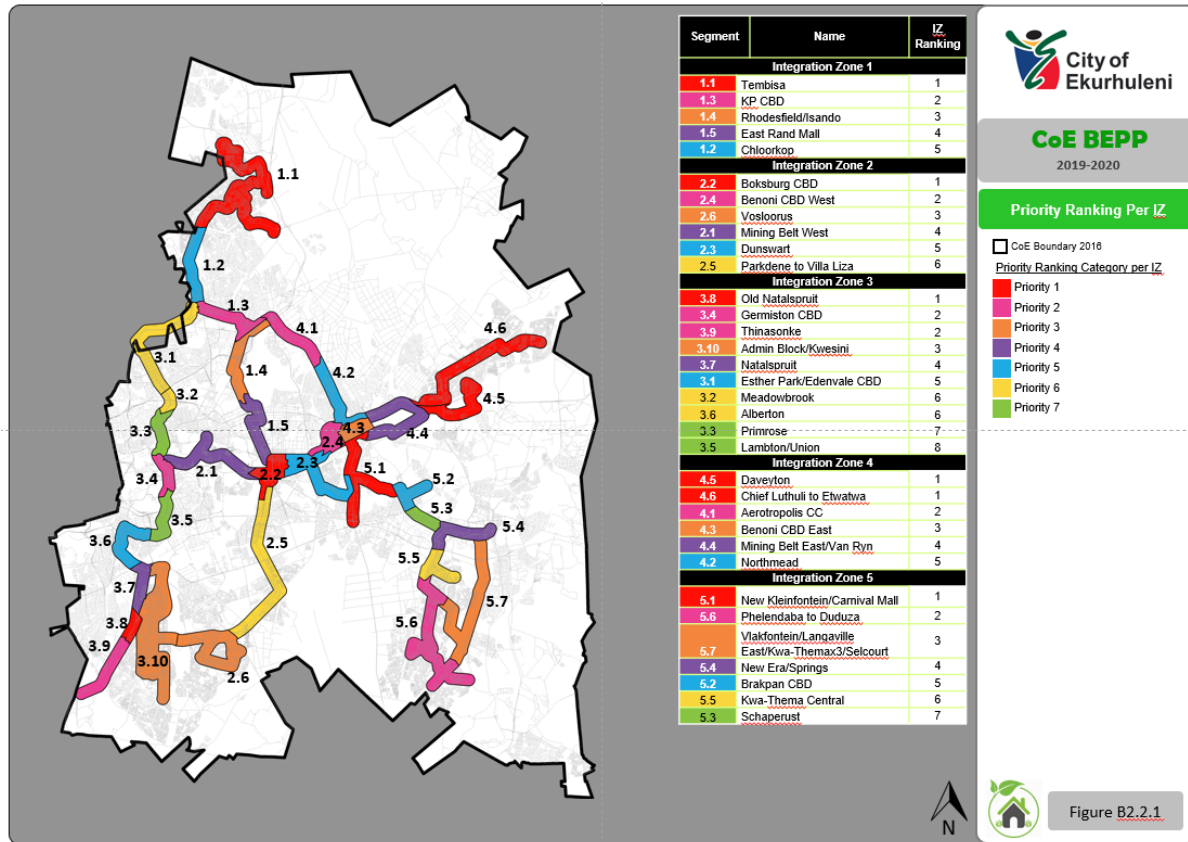 1.1
1.2
1.3
4.1
4.6
3.1
4.2
1.4
3.2
4.5
1.5
3.3
4.3
4.4
2.4
2.1
2.2
2.3
3.4
5.1
5.2
5.3
3.5
5.4
3.6
2.5
5.5
3.7
5.7
3.8
5.6
3.9
3.10
2.6
Segment Name IZ Ranking
Integration Zone 1
1.1 Tembisa 1
1.3 KP CBD 2
1.4 Rhodesfield/Isando 3
1.5 East Rand Mall 4
1.2 Chloorkop 5
Integration Zone 2
2.2 Boksburg CBD 1
2.4 Benoni CBD West 2
2.6 Vosloorus 3
2.1 Mining Belt West 4
2.3 Dunswart 5
2.5 Parkdene to Villa Liza 6
Integration Zone 3
3.8 Old Natalspruit 1
3.4 Germiston CBD 2
3.9 Thinasonke 2
3.10 Admin Block/Kwesini 3
3.7 Natalspruit 4
3.1 Esther Park/Edenvale CBD 5
3.2 Meadowbrook 6
3.6 Alberton 6
3.3 Primrose 7
3.5 Lambton/Union 8
Integration Zone 4
4.5 Daveyton 1
4.6 Chief Luthuli to Etwatwa 1
4.1 Aerotropolis CC 2
4.3 Benoni CBD East 3
4.4 Mining Belt East/Van Ryn 4
4.2 Northmead 5
Integration Zone 5
5.1 New Kleinfontein/Carnival Mall 1
5.6 Phelendaba to Duduza 2
Vlakfontein/Langaville
5.7 East/Kwa-Themax3/Selcourt 3
5.4 New Era/Springs 4
5.2 Brakpan CBD 5
5.5 Kwa-Thema Central 6
5.3 Schaperust 7
City of
Ekurhuleni
CoE BEPP
2019-2020
Priority Ranking Per IZ
CoE Boundary 2016
Priority Ranking Category per IZ
Priority 1
Priority 2
Priority 3
Priority 4
Priority 5
Priority 6
Priority 7
N
Figure B2.2.1